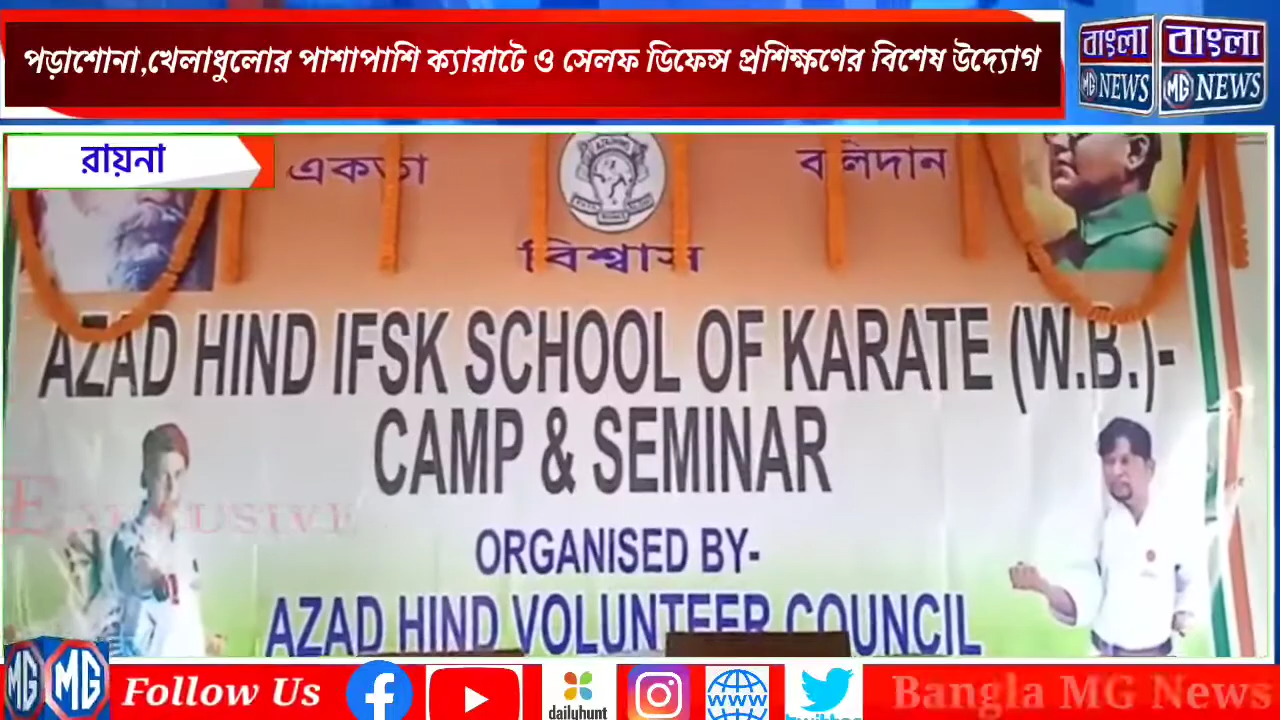 পড়াশোনা,খেলাধুলোর পাশাপাশি ক্যারাটে ও সেলফ ডিফেন্স প্রশিক্ষণের বিশেষ উদ্যোগ
বাংলা বাংলা
MG NEWS MG NEWS
রায়না
একতা
বলিদান
বিশ্বাস
AZAD HIND IFSK SCHOOL OF KARATE (W.B.)-
CAMP & SEMINAR
EXCLUSIVE
ORGANISED BY-
AZAD HIND VOLUNTEER COUNCIL
MG MG
Follow Us
dailyhunt
WWW
Bangla MG News